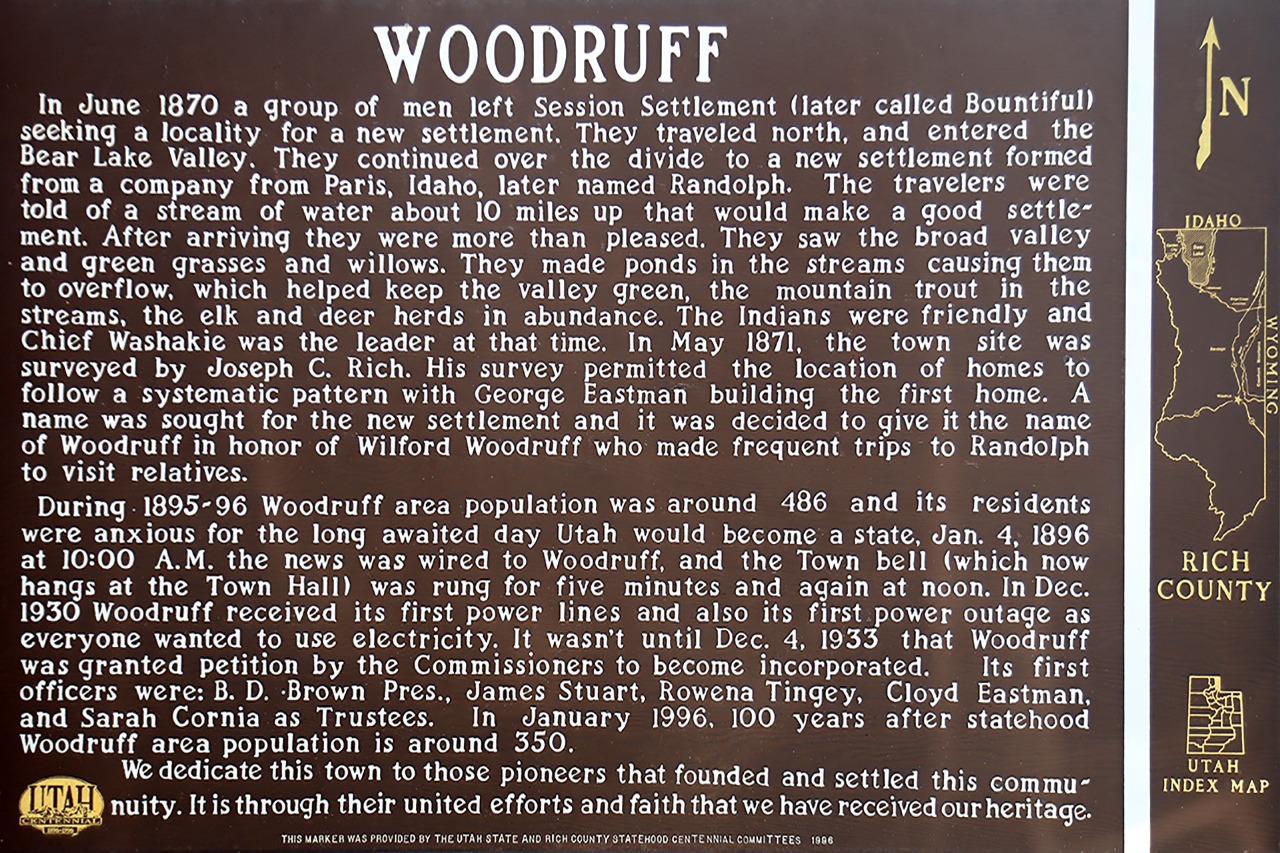 WOODRUFF
In June 1870 a group of men left Session Settlement (later called Bountiful)
seeking a locality for a new settlement. They traveled north, and entered the
Bear Lake Valley. They continued over the divide to a new settlement formed
from a company from Paris, Idaho, later named Randolph. The travelers were
told of a stream of water about 10 miles up that would make a good settle-
ment. After arriving they were more than pleased. They saw the broad valley
and green grasses and willows. They made ponds in the streams causing them
to overflow, which helped keep the valley green, the mountain trout in the
streams, the elk and deer herds in abundance. The Indians were friendly and
Chief Washakie was the leader at that time. In May 1871, the town site was
surveyed by Joseph C. Rich. His survey permitted the location of homes to
follow a systematic pattern with George Eastman building the first home. A
name was sought for the new settlement and it was decided to give it the name
of Woodruff in honor of Wilford Woodruff who made frequent trips to Randolph
to visit relatives.
During 1895-96 Woodruff area population was around 486 and its residents
were anxious for the long awaited day Utah would become a state, Jan. 4, 1896
at 10:00 A.M. the news was wired to Woodruff, and the Town bell (which now
hangs at the Town Hall) was rung for five minutes and again at noon. In Dec.
1930 Woodruff received its first power lines and also its first power outage as
everyone wanted to use electricity. It wasn't until Dec. 4, 1933 that Woodruff
was granted petition by the Commissioners to become incorporated. Its first
officers were: B. D. Brown Pres., James Stuart, Rowena Tingey, Cloyd Eastman,
and Sarah Cornia as Trustees. In January 1996, 100 years after statehood
Woodruff area population is around 350.
We dedicate this town to those pioneers that founded and settled this commu-
nuity. It is through their united efforts and faith that we have received our heritage.
UTAH
CENTENNIAL
1896-1996
THIS MARKER WAS PROVIDED BY THE UTAH STATE AND RICH COUNTY STATEHOOD CENTENNIAL COMMITTEES 1996
N
IDAHO
Bear
Lake
WYOMING
RICH
COUNTY
UTAH
INDEX MAP